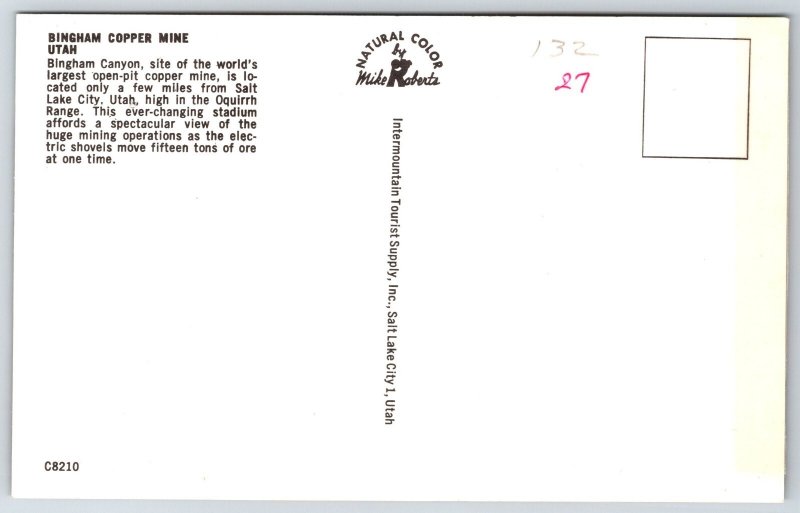 BINGHAM COPPER MINE
UTAH
Bingham Canyon, site of the world's
largest open-pit copper mine, is lo-
cated only a few miles from Salt
Lake City, Utah, high in the Oquirrh
Range. This ever-changing stadium
affords a spectacular view of the
huge mining operations as the elec-
tric shovels move fifteen tons of ore
at one time.
NATURAL COLOR
by
Mike Roberts
132
27
Intermountain Tourist Supply, Inc., Salt Lake City 1, Utah
C8210